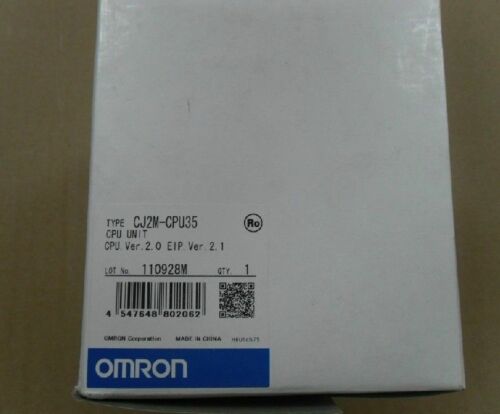 TYPE CJ2M-CPU35
Ro
CPU UNIT
CPU Ver.2.0 EIP Ver.2.1
LOT No. 110928M QTY. 1
4 547648 802062
OMRON Corporation MADE IN CHINA
OMRON